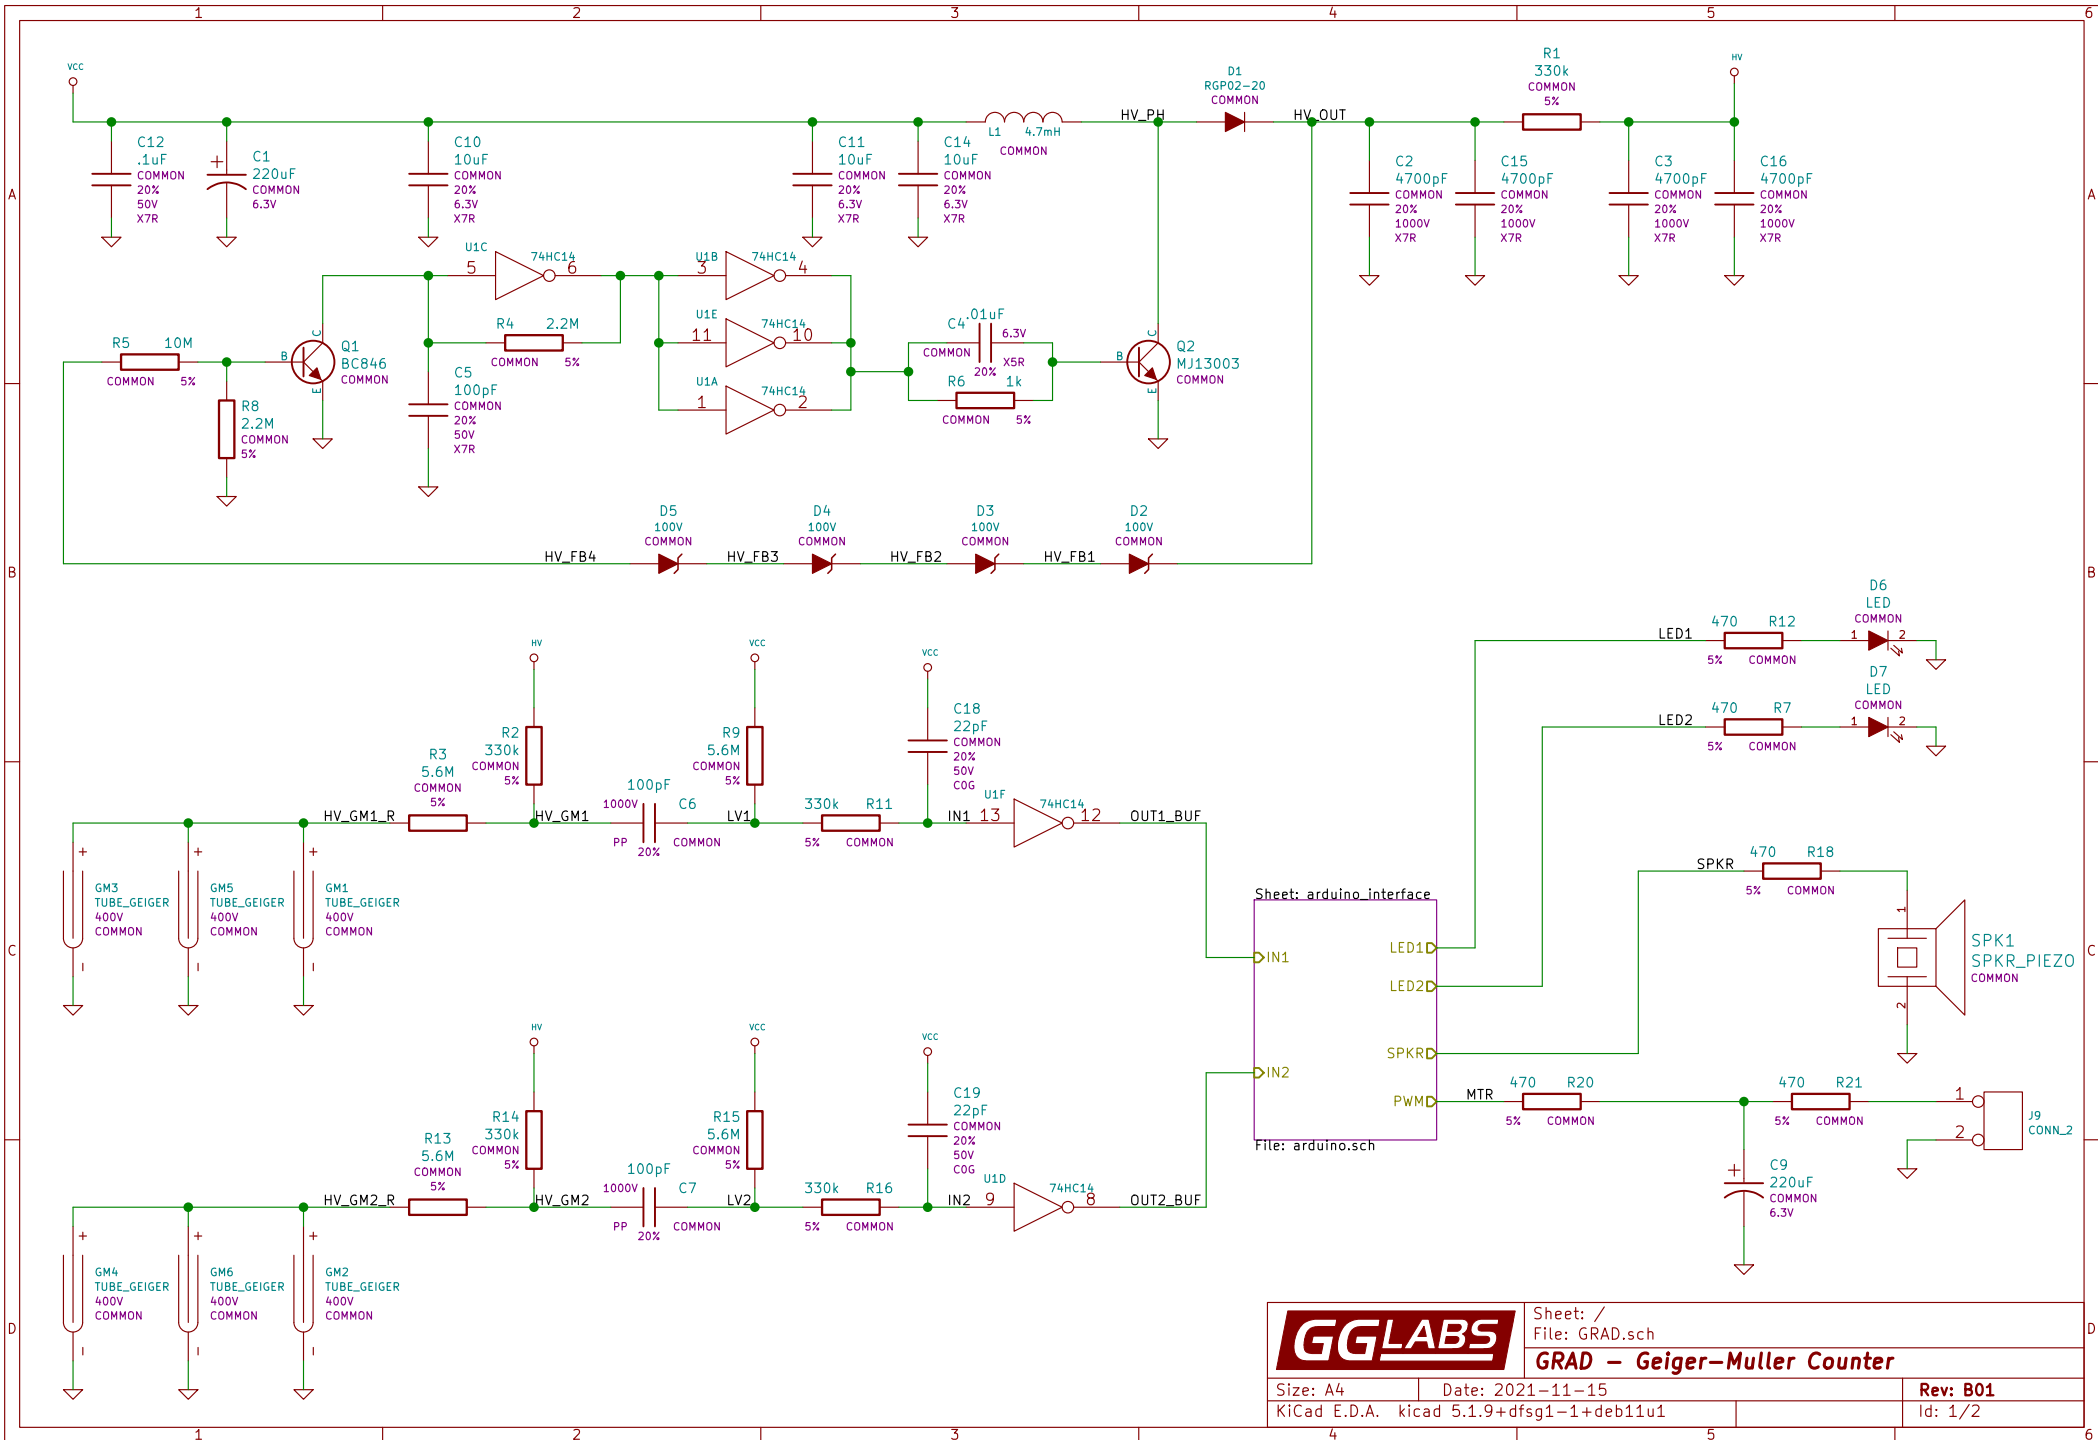 1 2 3 4 5 6
A
B
C
D
VCC
C12
.1uF
COMMON
20%
50V
X7R
C1
220uF
COMMON
6.3V
C10
10uF
COMMON
20%
6.3V
X7R
C11
10uF
COMMON
20%
6.3V
X7R
C14
10uF
COMMON
20%
6.3V
X7R
L1 4.7mH
COMMON
HV_PH
D1
RGP02-20
COMMON
HV_OUT
R1
330k
COMMON
5%
HV
C2
4700pF
COMMON
20%
1000V
X7R
C15
4700pF
COMMON
20%
1000V
X7R
C3
4700pF
COMMON
20%
1000V
X7R
C16
4700pF
COMMON
20%
1000V
X7R
U1C
74HC14
5 6
U1B
74HC14
3 4
U1E
74HC14
11 10
U1A
74HC14
1 2
R4 2.2M
COMMON 5%
R5 10M
COMMON 5%
R8
2.2M
COMMON
5%
B C E
Q1
BC846
COMMON
C5
100pF
COMMON
20%
50V
X7R
.01uF
C4
6.3V
COMMON
X5R
20%
R6 1k
COMMON 5%
B C E
Q2
MJ13003
COMMON
D5
100V
COMMON
D4
100V
COMMON
D3
100V
COMMON
D2
100V
COMMON
HV_FB4
HV_FB3
HV_FB2
HV_FB1
HV
R2
330k
COMMON
5%
R3
5.6M
COMMON
5%
HV_GM1_R
HV_GM1
100pF
1000V
C6
PP
20%
COMMON
VCC
R9
5.6M
COMMON
5%
LV1
330k R11
5% COMMON
VCC
C18
22pF
COMMON
20%
50V
C0G
IN1
U1F
74HC14
13 12
OUT1_BUF
+
GM3
TUBE_GEIGER
400V
COMMON
-
+
GM5
TUBE_GEIGER
400V
COMMON
-
+
GM1
TUBE_GEIGER
400V
COMMON
-
HV
R14
330k
COMMON
5%
R13
5.6M
COMMON
5%
HV_GM2_R
HV_GM2
100pF
1000V
C7
PP
20%
COMMON
VCC
R15
5.6M
COMMON
5%
LV2
330k R16
5% COMMON
VCC
C19
22pF
COMMON
20%
50V
C0G
IN2
U1D
74HC14
9 8
OUT2_BUF
+
GM4
TUBE_GEIGER
400V
COMMON
-
+
GM6
TUBE_GEIGER
400V
COMMON
-
+
GM2
TUBE_GEIGER
400V
COMMON
-
Sheet: arduino_interface
IN1
IN2
LED1
LED2
SPKR
PWM
File: arduino.sch
LED1
470 R12
5% COMMON
D6
LED
COMMON
1 2
LED2
470 R7
5% COMMON
D7
LED
COMMON
1 2
SPKR
470 R18
5% COMMON
1
2
SPK1
SPKR_PIEZO
COMMON
MTR
470 R20
5% COMMON
470 R21
5% COMMON
C9
220uF
COMMON
6.3V
1
2
J9
CONN_2
GGLABS
Sheet: /
File: GRAD.sch
GRAD - Geiger-Muller Counter
Size: A4 Date: 2021-11-15 Rev: B01
KiCad E.D.A. kicad 5.1.9+dfsg1-1+deb11u1 Id: 1/2
A
B
C
D
1 2 3 4 5 6